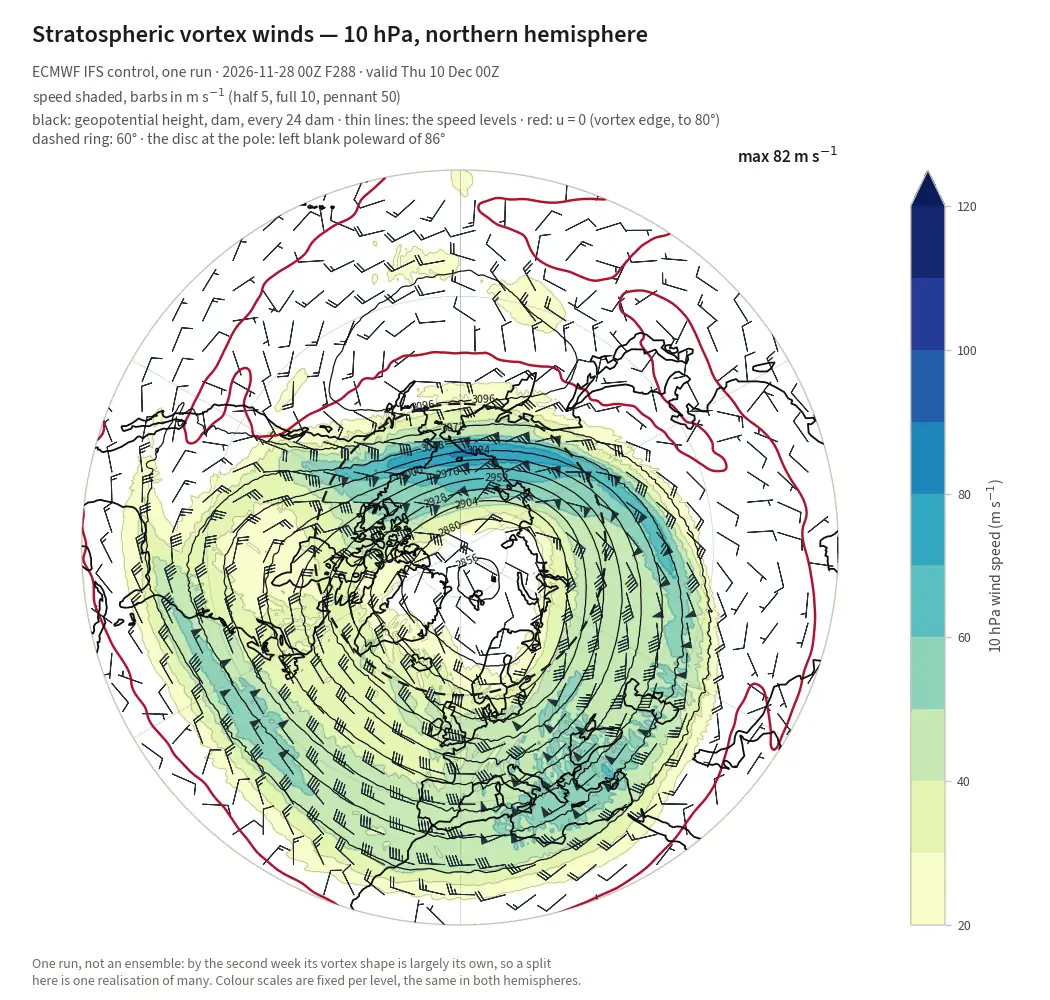 Stratospheric vortex winds — 10 hPa, northern hemisphere
ECMWF IFS control, one run · 2026-11-28 00Z F288 · valid Thu 10 Dec 00Z
speed shaded, barbs in m s⁻¹ (half 5, full 10, pennant 50)
black: geopotential height, dam, every 24 dam · thin lines: the speed levels · red: u = 0 (vortex edge, to 80°)
dashed ring: 60° · the disc at the pole: left blank poleward of 86°
max 82 m s⁻¹
120
100
80
60
40
20
10 hPa wind speed (m s⁻¹)
3096
3096
3024
2976
2952
2928
2904
2880
2856
One run, not an ensemble: by the second week its vortex shape is largely its own, so a split
here is one realisation of many. Colour scales are fixed per level, the same in both hemispheres.